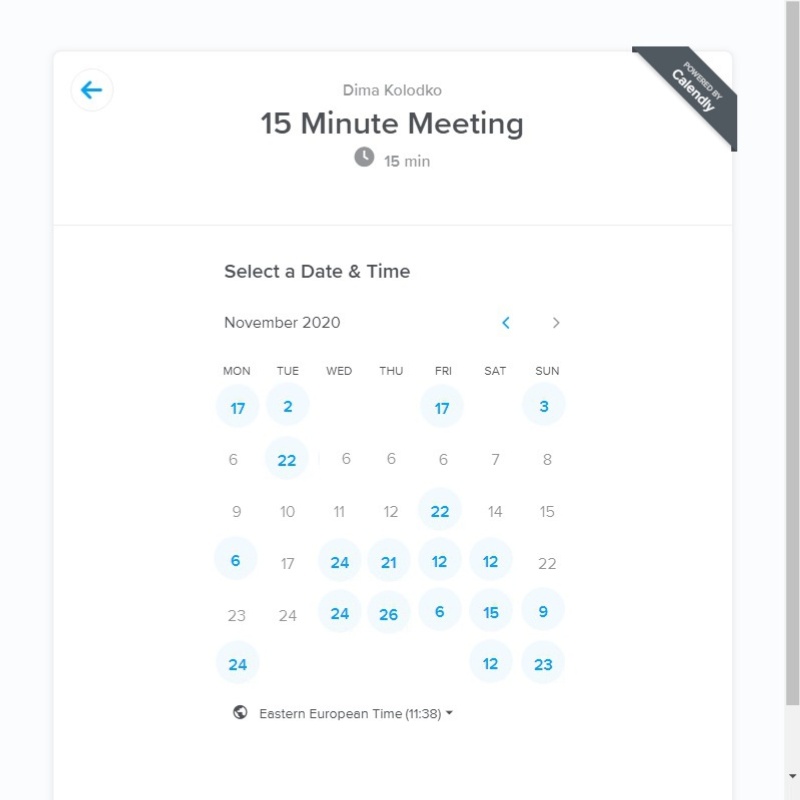 POWERED BY
Calendly
Dima Kolodko
15 Minute Meeting
15 min
Select a Date & Time
November 2020
MON TUE WED THU FRI SAT SUN
17 2 17 3
6 22 6 6 6 7 8
9 10 11 12 22 14 15
6 17 24 21 12 12 22
23 24 24 26 6 15 9
24 12 23
Eastern European Time (11:38)